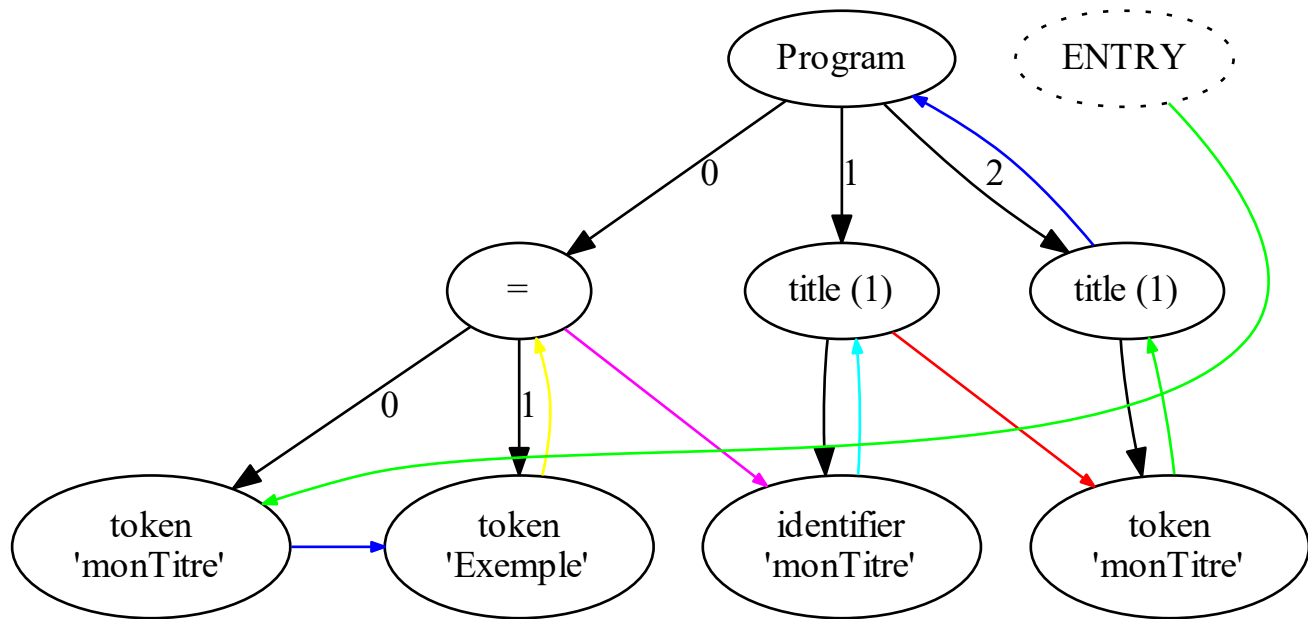 Program
ENTRY
0
1
2
=
title (1)
title (1)
0
1
token
'monTitre'
token
'Exemple'
identifier
'monTitre'
token
'monTitre'